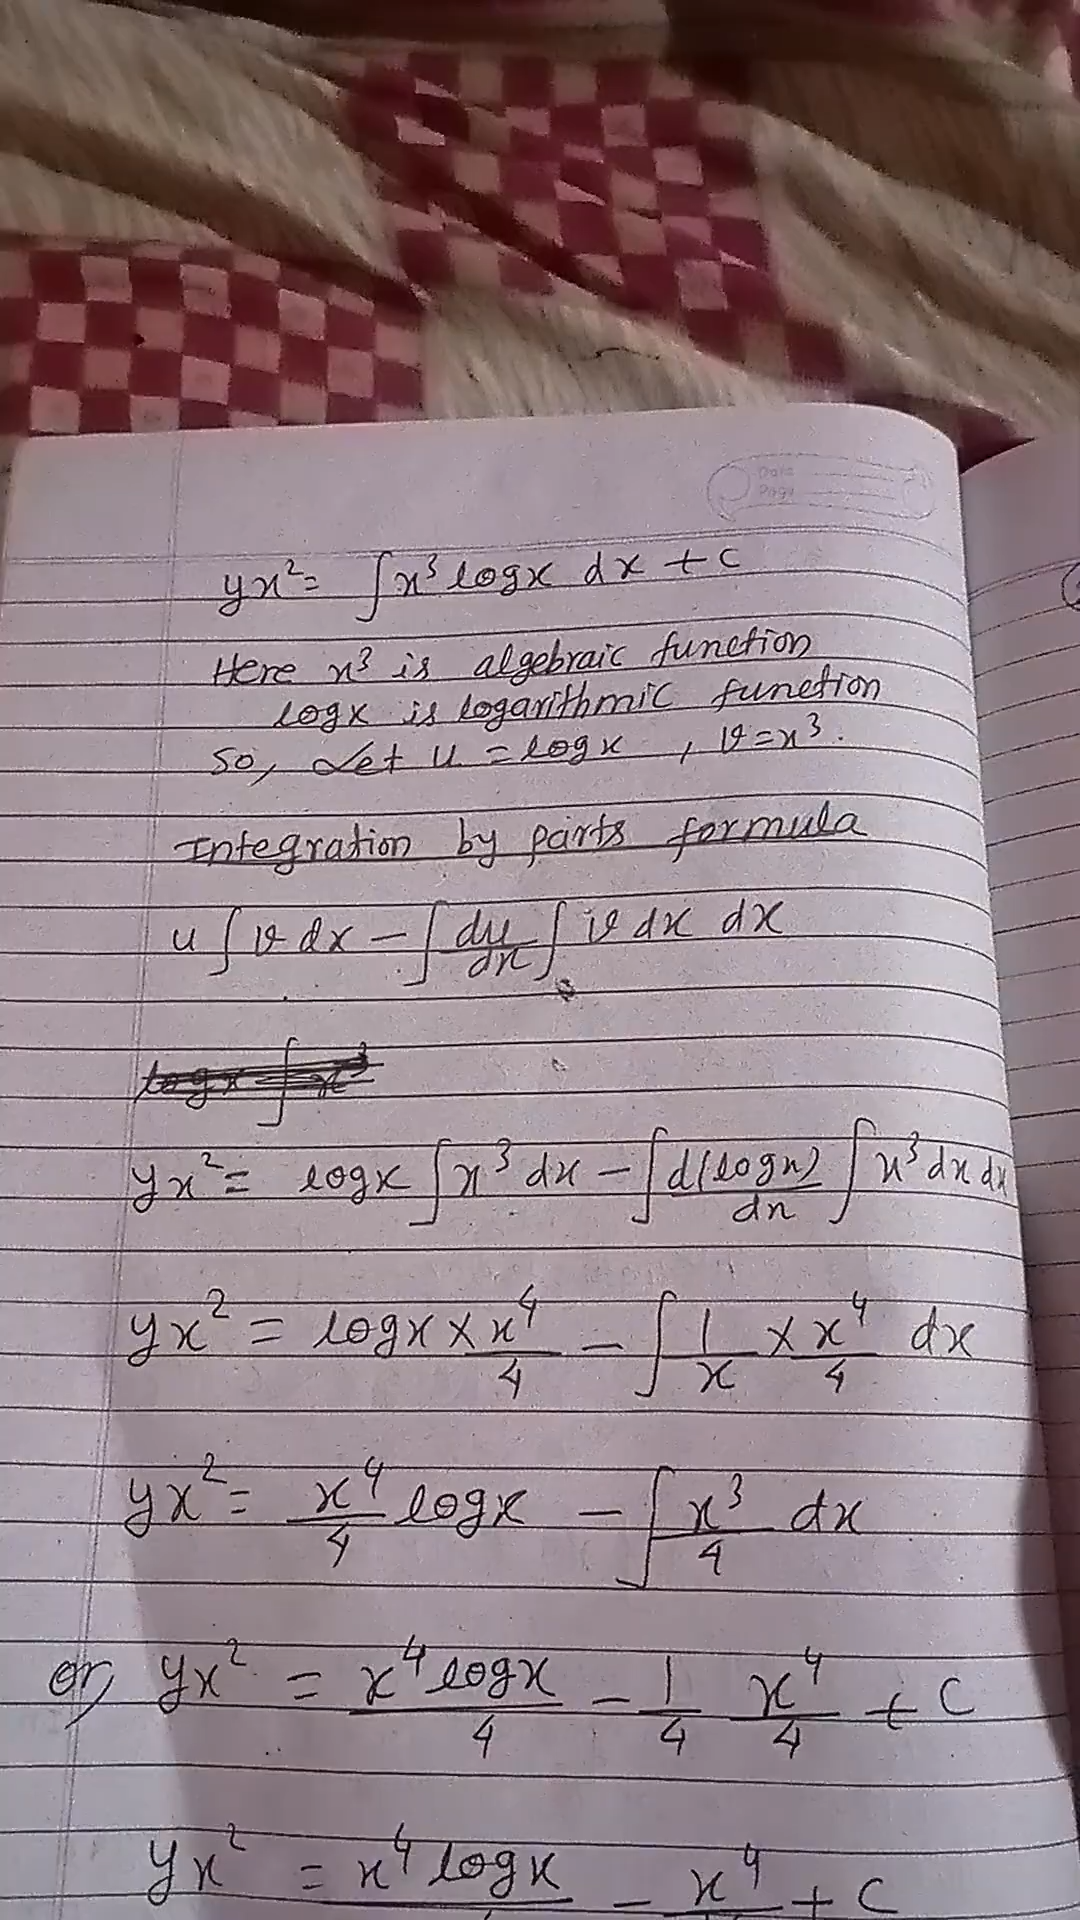 Date
Page
yx² = ∫x³ logx dx + c
Here x³ is algebraic function
logx is logarithmic function
So, Let u = logx , v = x³.
Integration by parts formula
u∫v dx - ∫du/dx ∫v dx dx
yx² = logx ∫x³ dx - ∫d(logx)/dx ∫x³ dx dx
yx² = logx × x⁴/4 - ∫1/x × x⁴/4 dx
yx² = x⁴/4 logx - ∫x³/4 dx
or, yx² = x⁴ logx/4 - 1/4 x⁴/4 + c
yx² = x⁴ logx - x⁴ + c